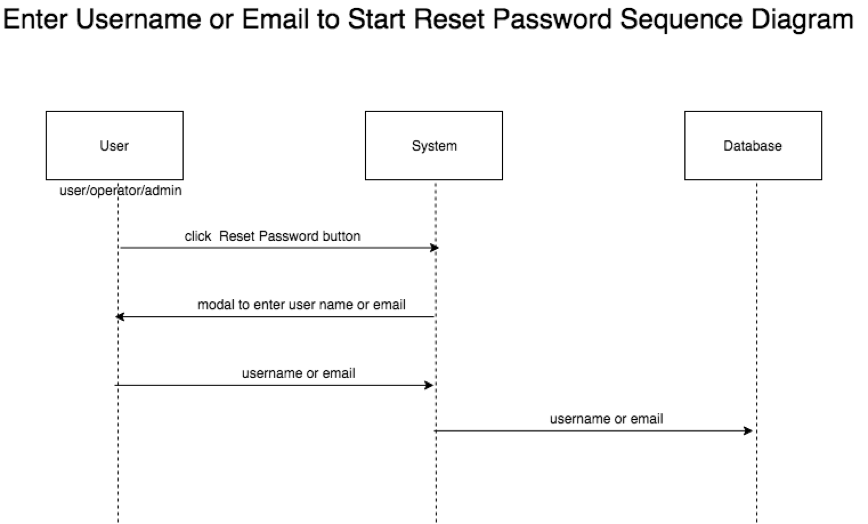 Enter Username or Email to Start Reset Password Sequence Diagram
User
System
Database
user/operator/admin
click Reset Password button
modal to enter user name or email
username or email
username or email